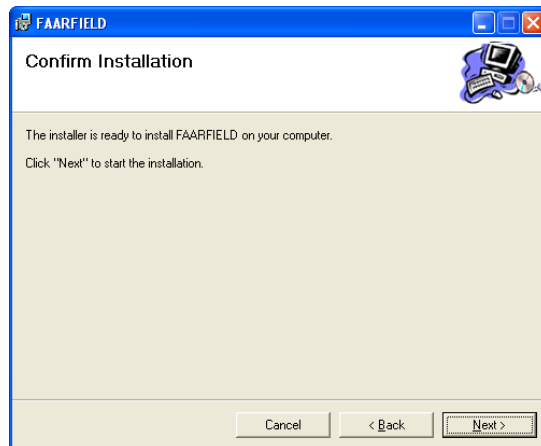 FAARFIELD
Confirm Installation
The installer is ready to install FAARFIELD on your computer.
Click "Next" to start the installation.
Cancel
< Back
Next >